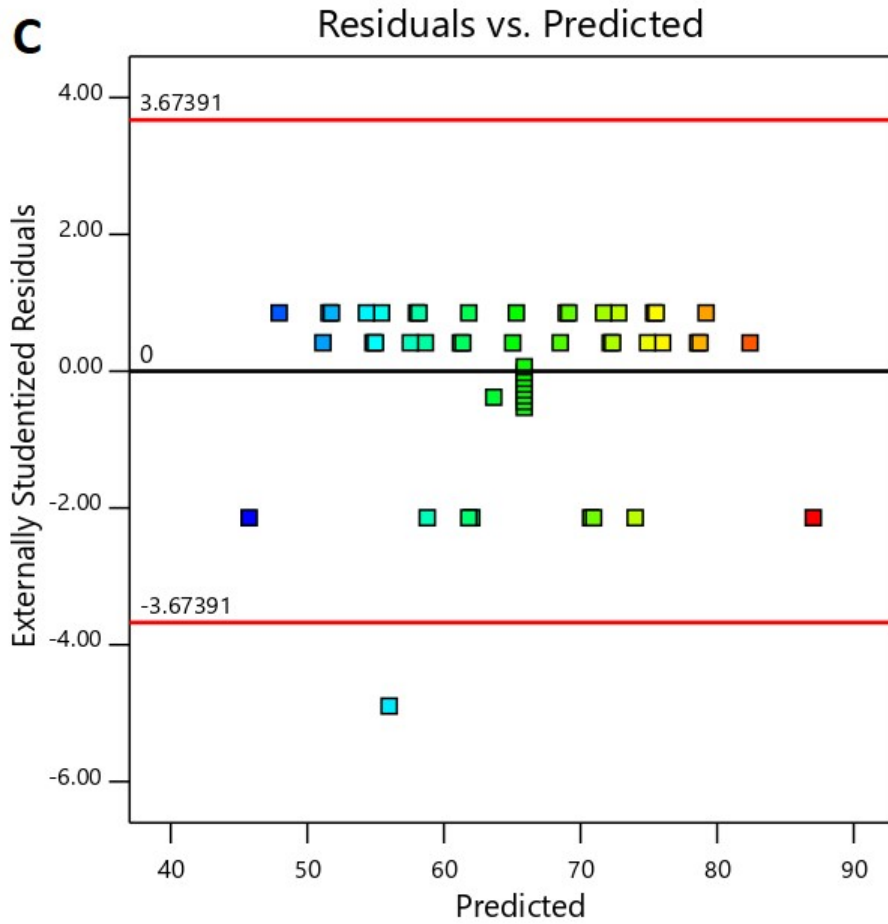 C
Residuals vs. Predicted
Externally Studentized Residuals
4.00
2.00
0.00
-2.00
-4.00
-6.00
3.67391
0
-3.67391
40 50 60 70 80 90
Predicted